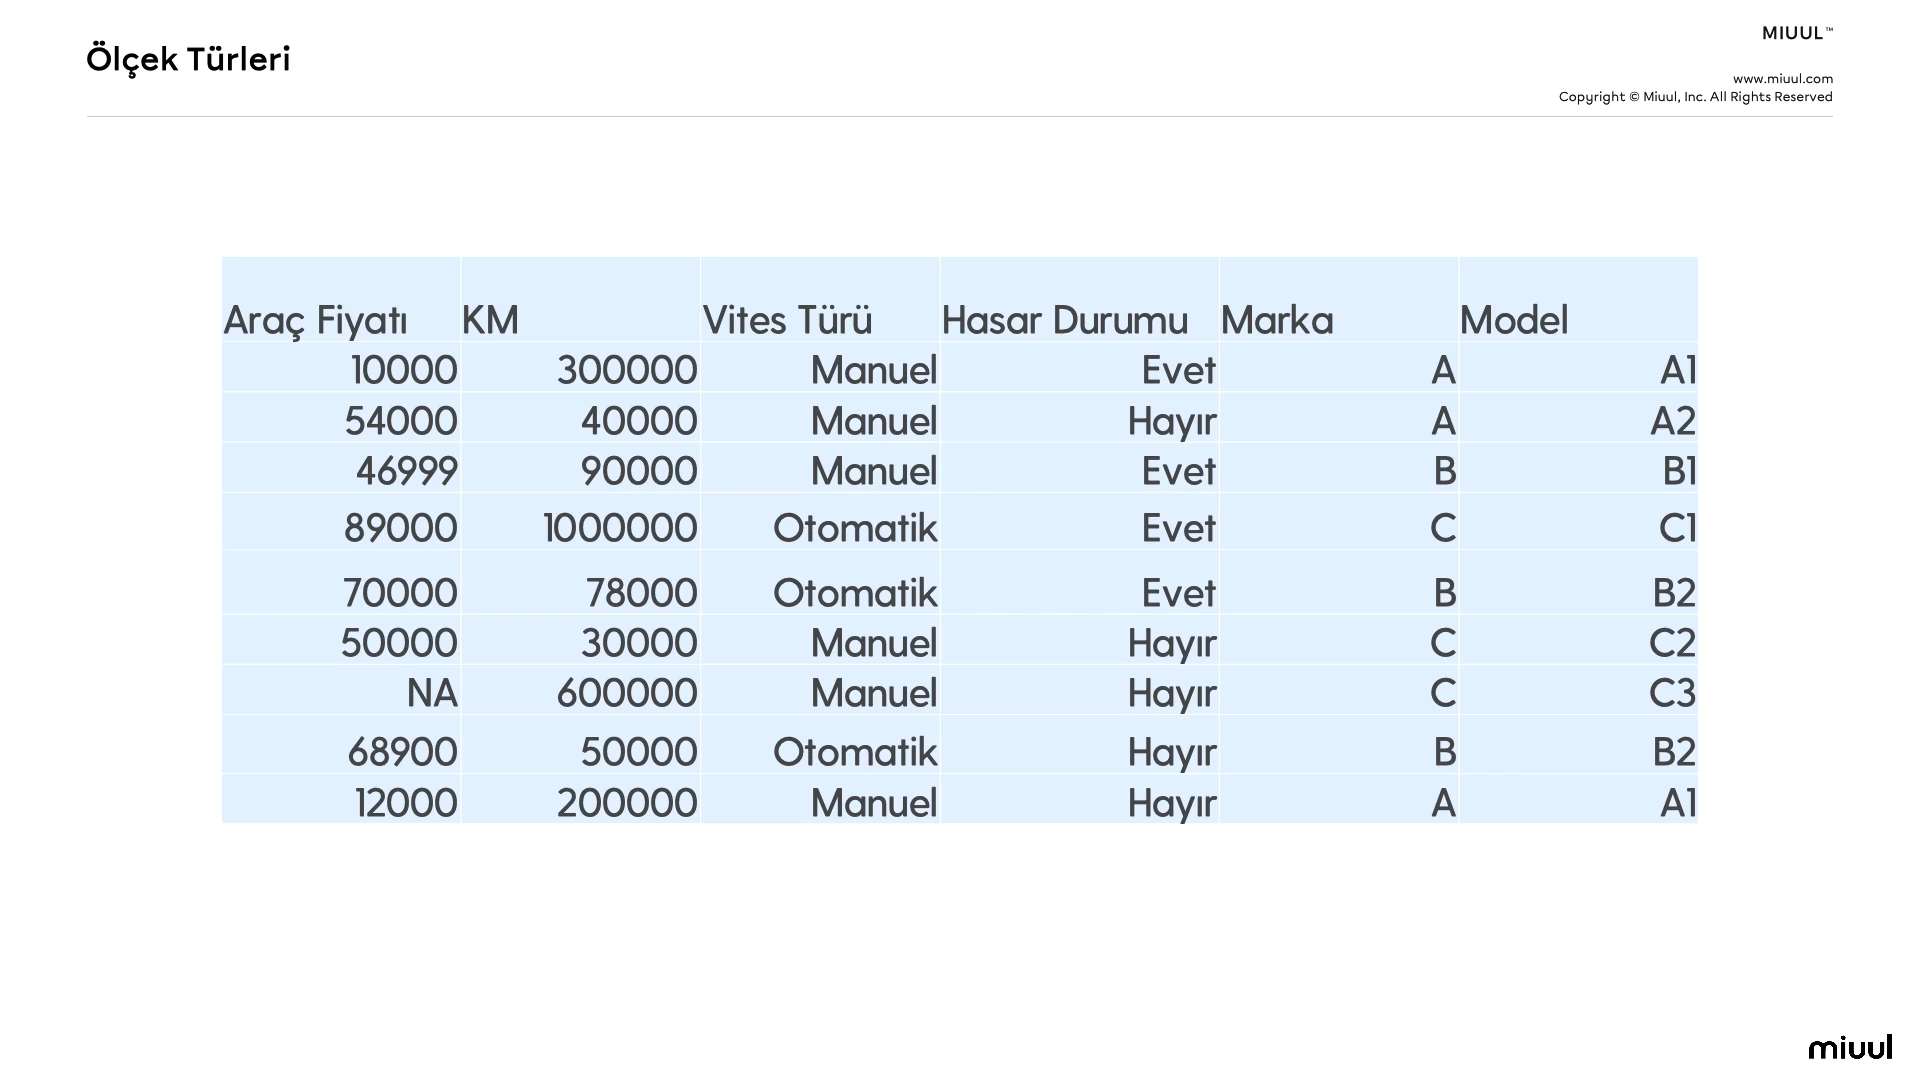 Ölçek Türleri
MIUUL™
www.miuul.com
Copyright © Miuul, Inc. All Rights Reserved
Araç Fiyatı KM Vites Türü Hasar Durumu Marka Model
10000 300000 Manuel Evet A A1
54000 40000 Manuel Hayır A A2
46999 90000 Manuel Evet B B1
89000 1000000 Otomatik Evet C C1
70000 78000 Otomatik Evet B B2
50000 30000 Manuel Hayır C C2
NA 600000 Manuel Hayır C C3
68900 50000 Otomatik Hayır B B2
12000 200000 Manuel Hayır A A1
miuul